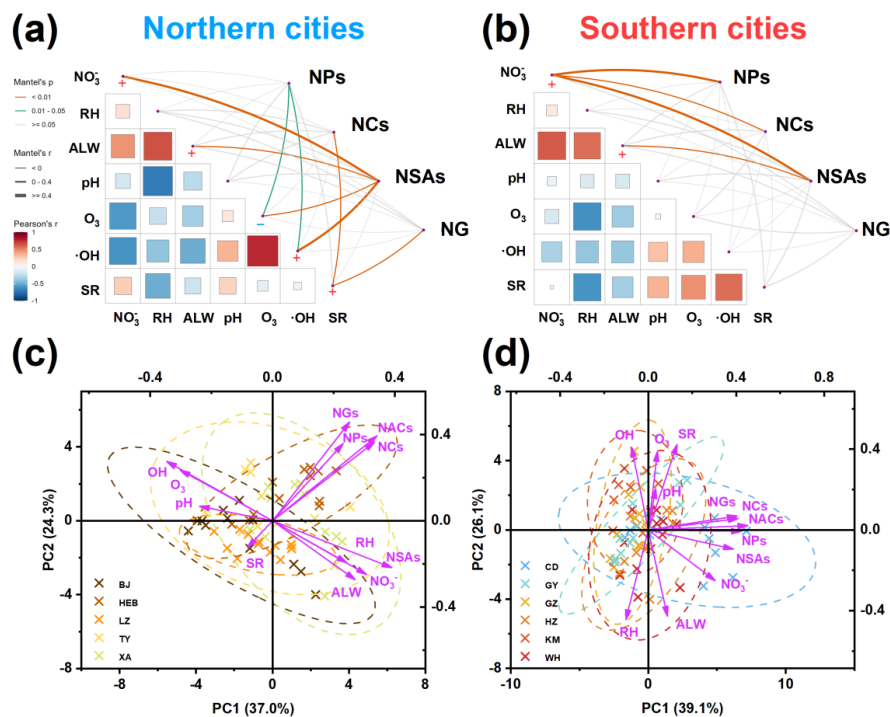 (a) Northern cities
Mantel's p
< 0.01
0.01 - 0.05
>= 0.05
Mantel's r
< 0
0 - 0.4
>= 0.4
Pearson's r
1
0.5
0
-0.5
-1
NO₃⁻
RH
ALW
pH
O₃
·OH
SR
+
+
−
+
+
NPs
NCs
NSAs
NG
NO₃⁻ RH ALW pH O₃ ·OH SR
(b) Southern cities
NO₃⁻
RH
ALW
pH
O₃
·OH
SR
+
+
NPs
NCs
NSAs
NG
NO₃⁻ RH ALW pH O₃ ·OH SR
(c)
-0.4 0.0 0.4
8
4
0
-4
-8
PC2 (24.3%)
0.4
0.0
-0.4
NGs
NPs
NACs
NCs
OH
O₃
pH
SR
RH
NSAs
NO₃⁻
ALW
BJ
HEB
LZ
TY
XA
-8 -4 0 4 8
PC1 (37.0%)
(d)
-0.4 0.0 0.4 0.8
8
4
0
-4
-8
PC2 (26.1%)
0.4
0.0
-0.4
OH
O₃
SR
pH
NGs
NCs
NACs
NPs
NSAs
NO₃⁻
RH
ALW
CD
GY
GZ
HZ
KM
WH
-10 0 10
PC1 (39.1%)